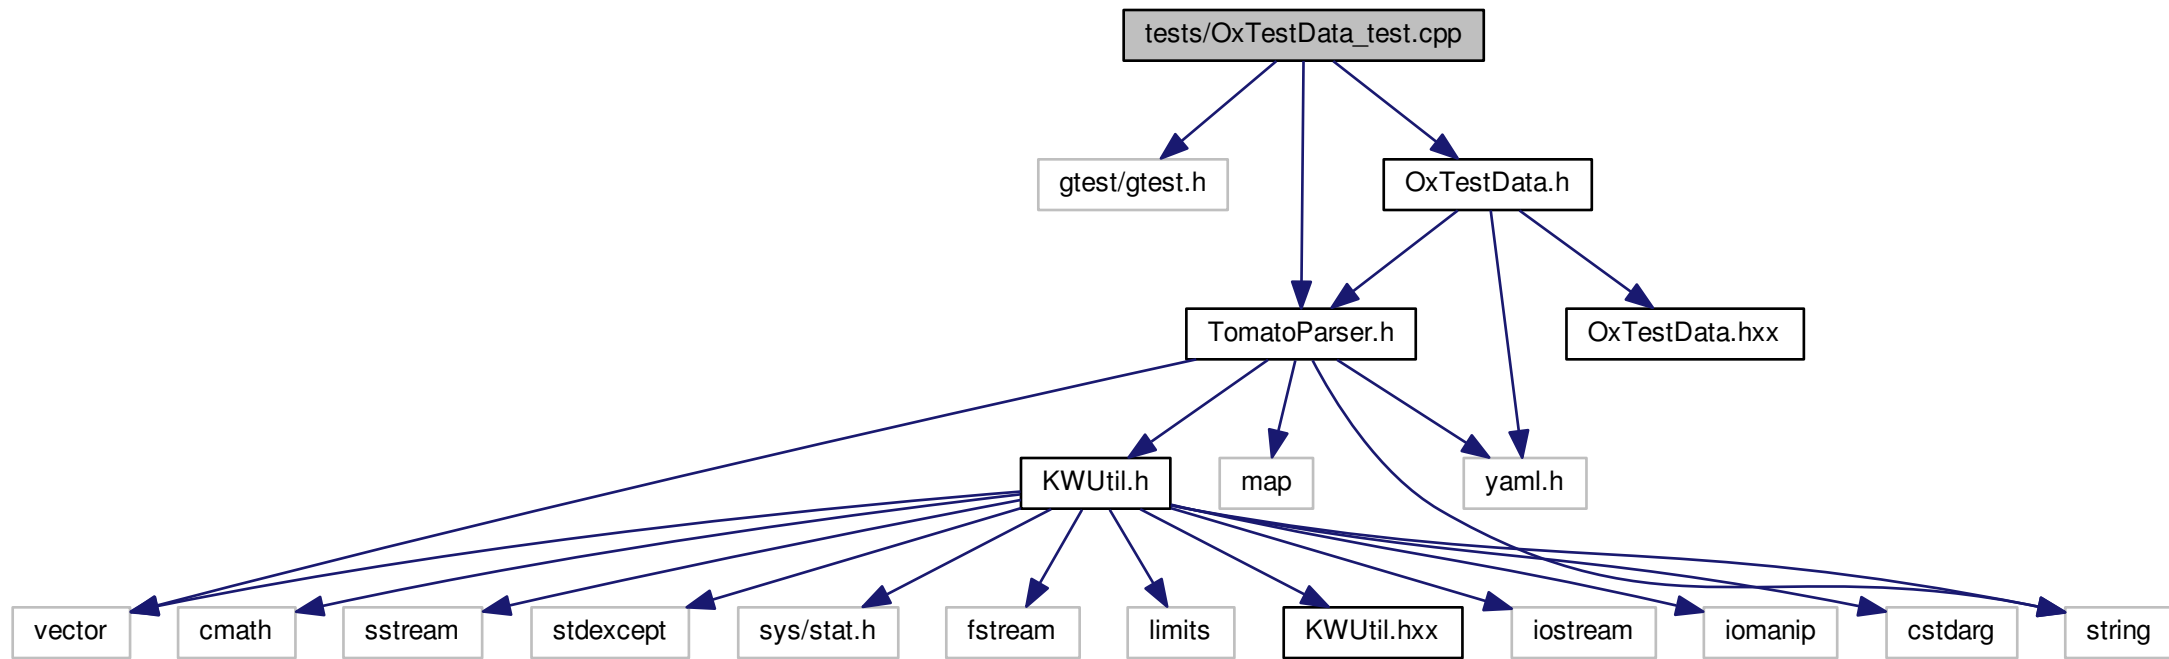 tests/OxTestData_test.cpp
gtest/gtest.h
OxTestData.h
TomatoParser.h
OxTestData.hxx
KWUtil.h
map
yaml.h
vector
cmath
sstream
stdexcept
sys/stat.h
fstream
limits
KWUtil.hxx
iostream
iomanip
cstdarg
string